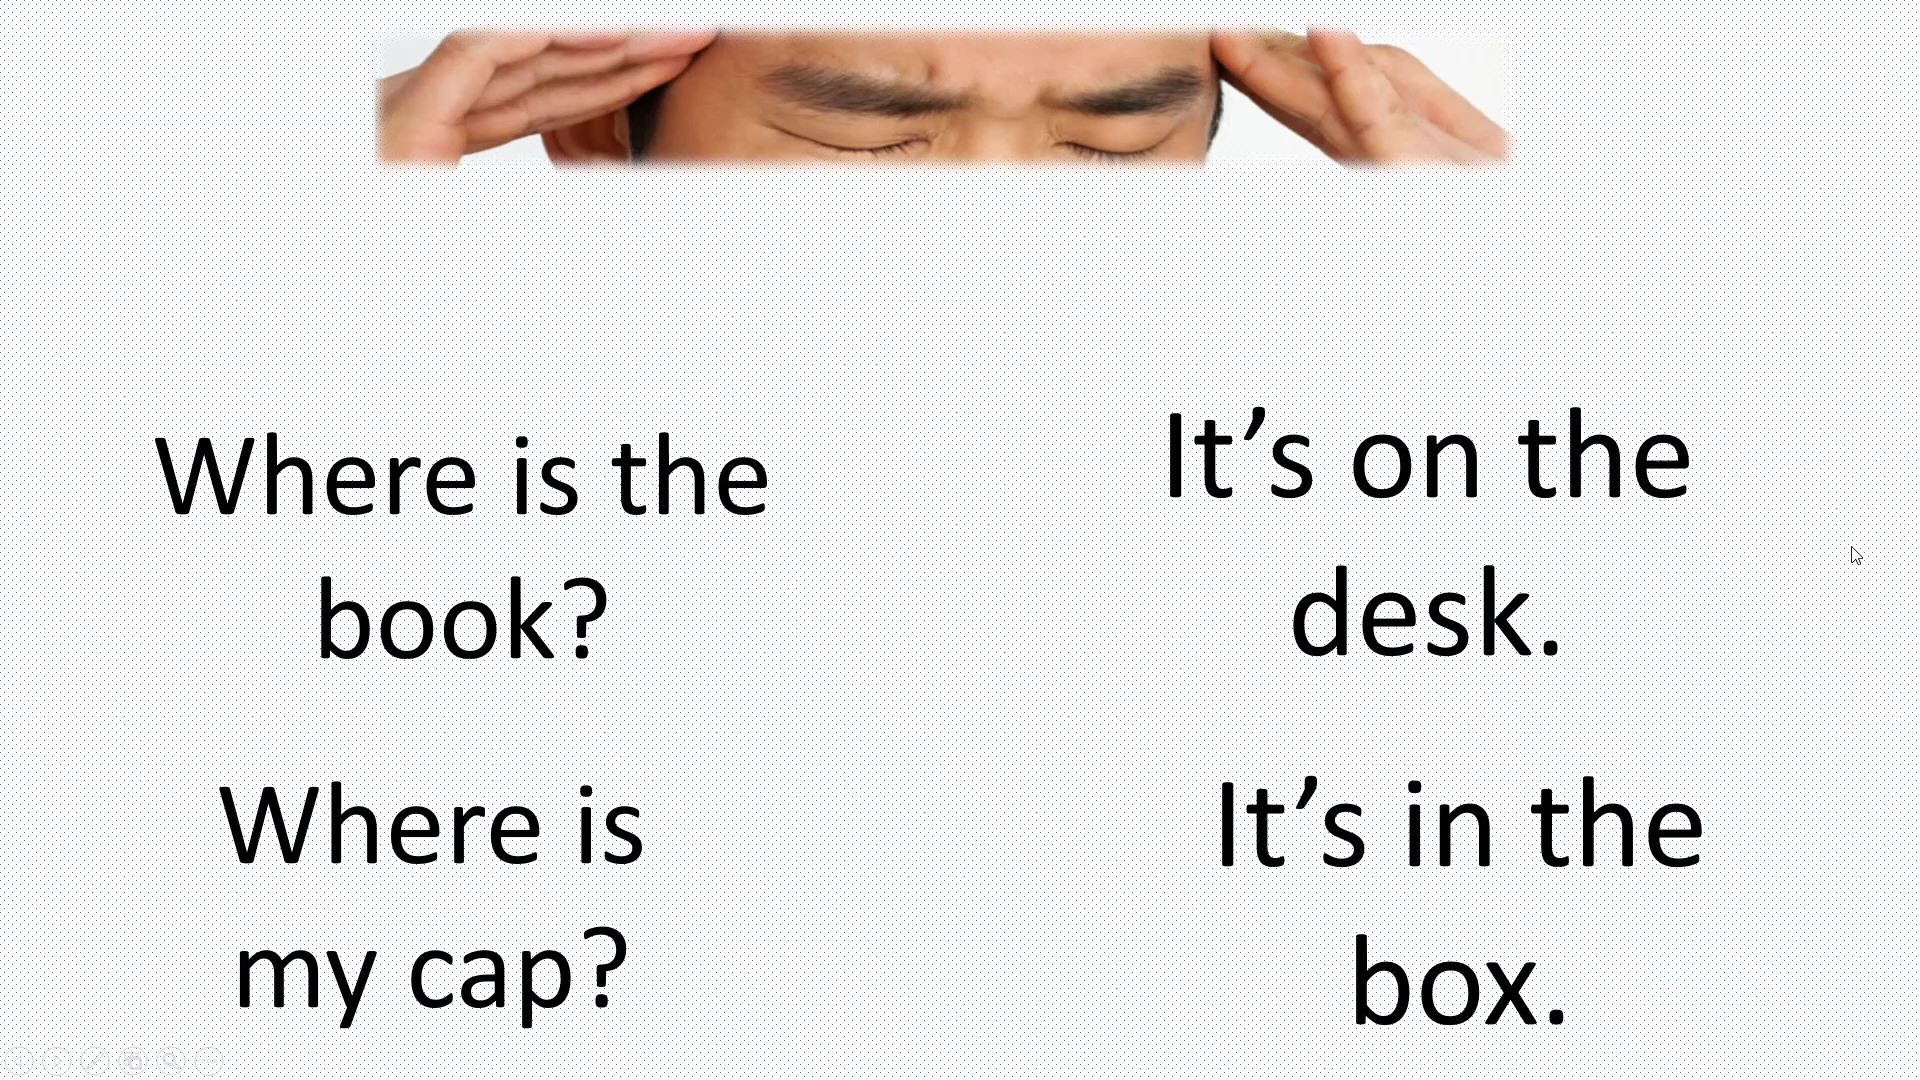 Where is the
book?
It’s on the
desk.
Where is
my cap?
It’s in the
box.